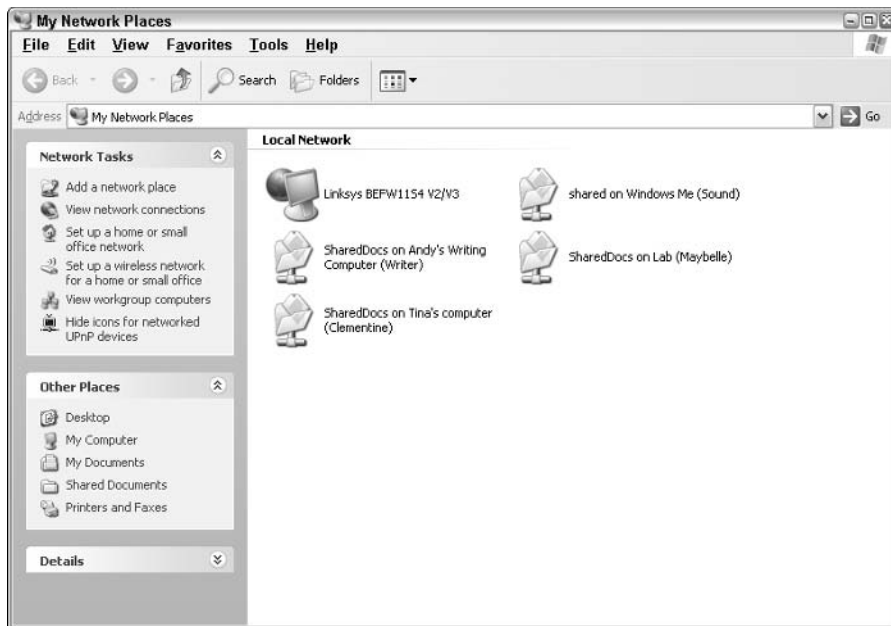 My Network Places
File Edit View Favorites Tools Help
Back Search Folders
Address My Network Places Go
Network Tasks
Add a network place
View network connections
Set up a home or small
office network
Set up a wireless network
for a home or small office
View workgroup computers
Hide icons for networked
UPnP devices
Other Places
Desktop
My Computer
My Documents
Shared Documents
Printers and Faxes
Details
Local Network
Linksys BEFW11S4 V2/V3
shared on Windows Me (Sound)
SharedDocs on Andy's Writing
Computer (Writer)
SharedDocs on Lab (Maybelle)
SharedDocs on Tina's computer
(Clementine)